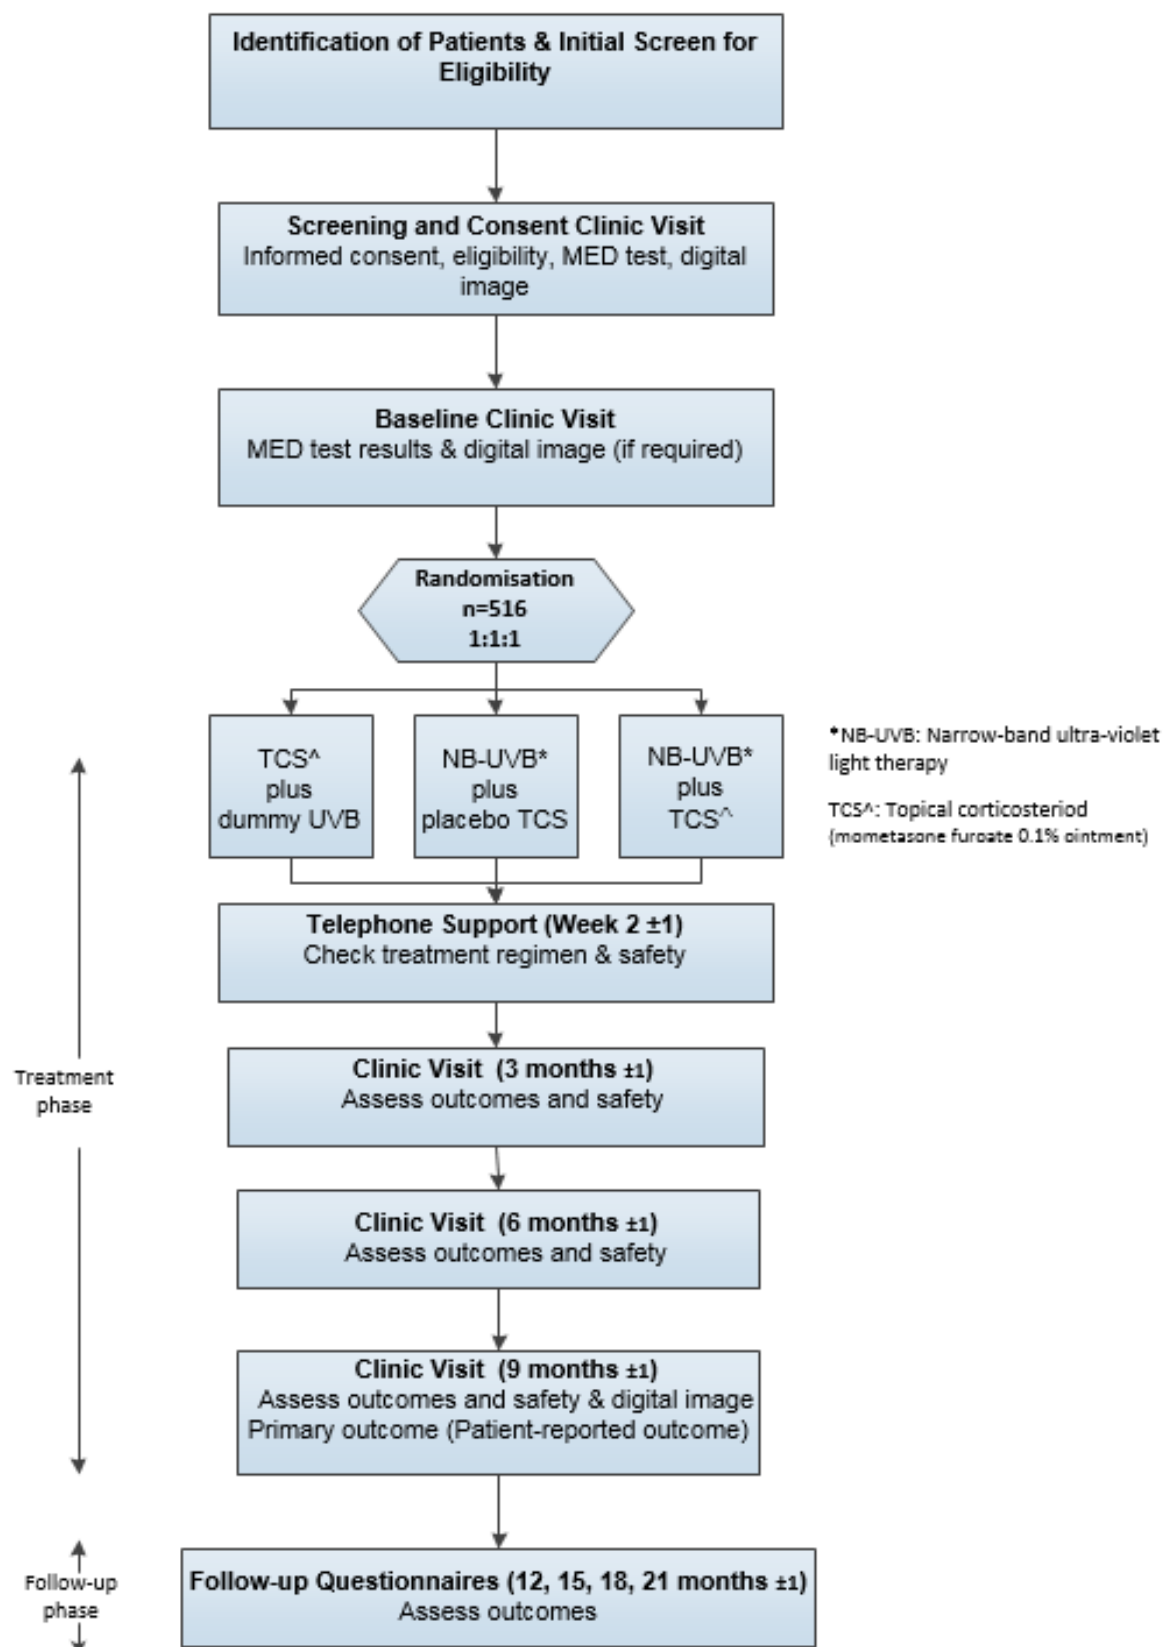 Identification of Patients & Initial Screen for
Eligibility
Screening and Consent Clinic Visit
Informed consent, eligibility, MED test, digital
image
Baseline Clinic Visit
MED test results & digital image (if required)
Randomisation
n=516
1:1:1
TCS^
plus
dummy UVB
NB-UVB*
plus
placebo TCS
NB-UVB*
plus
TCS^
*NB-UVB: Narrow-band ultra-violet
light therapy
TCS^: Topical corticosteriod
(mometasone furoate 0.1% ointment)
Telephone Support (Week 2 ±1)
Check treatment regimen & safety
Treatment
phase
Clinic Visit (3 months ±1)
Assess outcomes and safety
Clinic Visit (6 months ±1)
Assess outcomes and safety
Clinic Visit (9 months ±1)
Assess outcomes and safety & digital image
Primary outcome (Patient-reported outcome)
Follow-up
phase
Follow-up Questionnaires (12, 15, 18, 21 months ±1)
Assess outcomes